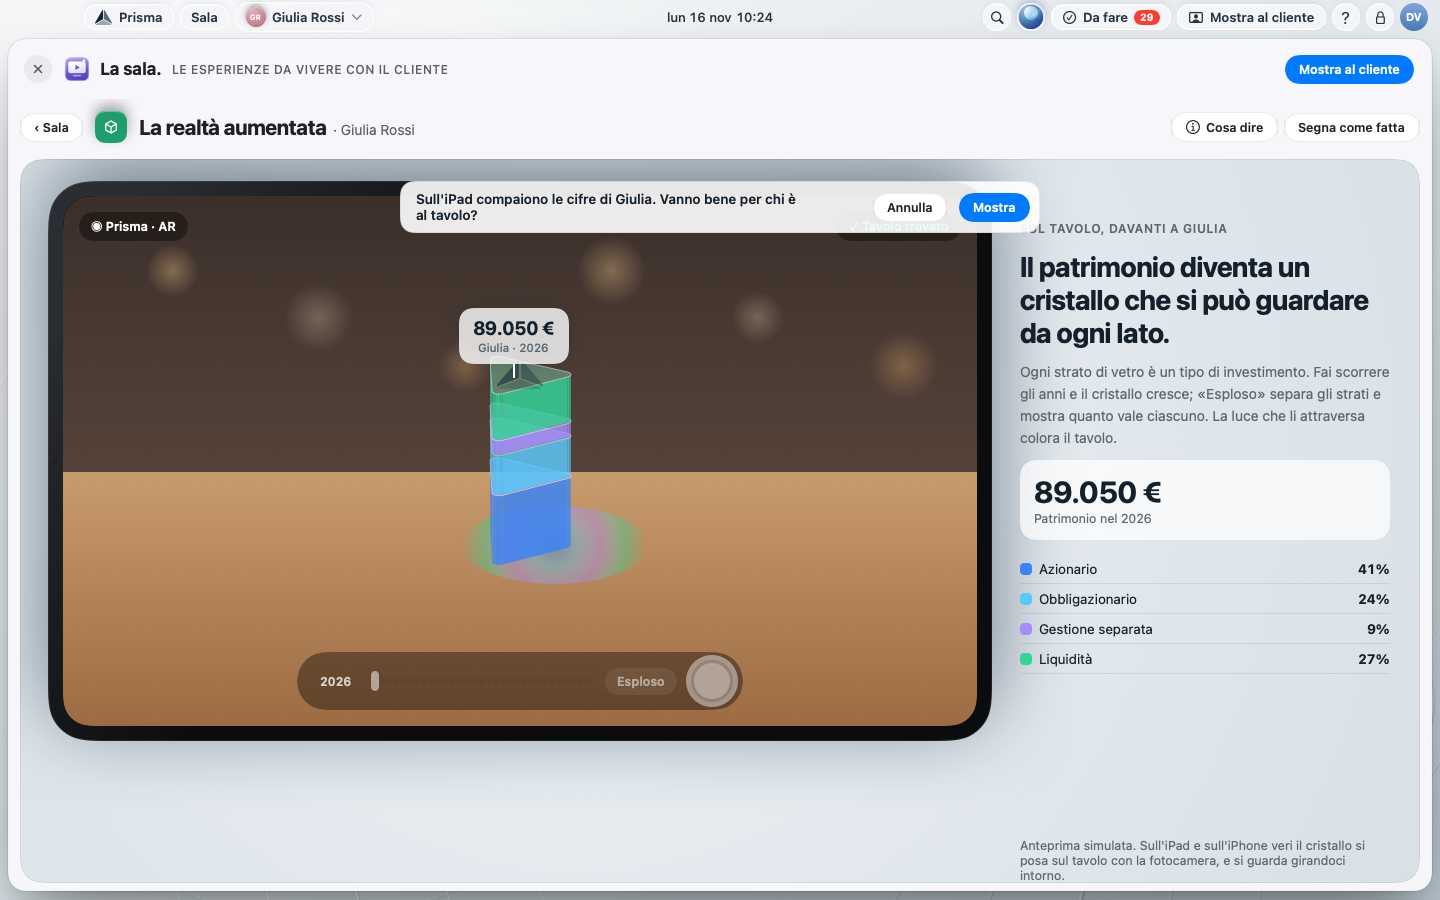 Prisma
Sala
GR
Giulia Rossi
lun 16 nov 10:24
Da fare 29
Mostra al cliente
?
DV
La sala. LE ESPERIENZE DA VIVERE CON IL CLIENTE
Mostra al cliente
‹ Sala
La realtà aumentata · Giulia Rossi
Cosa dire
Segna come fatta
Sull'iPad compaiono le cifre di Giulia. Vanno bene per chi è
al tavolo?
Annulla
Mostra
Prisma · AR
✓ Tavolo trovato
89.050 €
Giulia · 2026
2026
Esploso
SUL TAVOLO, DAVANTI A GIULIA
Il patrimonio diventa un
cristallo che si può guardare
da ogni lato.
Ogni strato di vetro è un tipo di investimento. Fai scorrere
gli anni e il cristallo cresce; «Esploso» separa gli strati e
mostra quanto vale ciascuno. La luce che li attraversa
colora il tavolo.
89.050 €
Patrimonio nel 2026
Azionario 41%
Obbligazionario 24%
Gestione separata 9%
Liquidità 27%
Anteprima simulata. Sull'iPad e sull'iPhone veri il cristallo si
posa sul tavolo con la fotocamera, e si guarda girandoci
intorno.